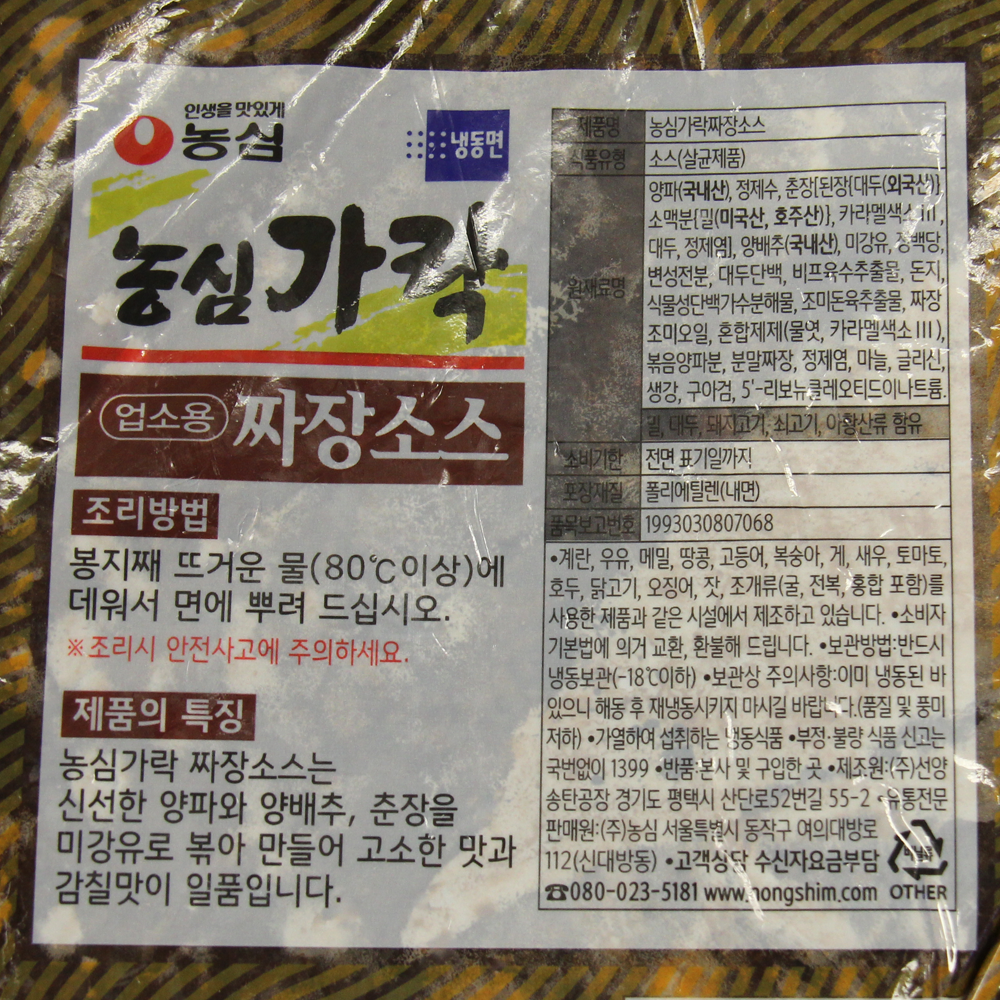 인생을 맛있게
농심
냉동면
농심 가락
업소용 짜장소스
조리방법
봉지째 뜨거운 물(80℃이상)에
데워서 면에 뿌려 드십시오.
※조리시 안전사고에 주의하세요.
제품의 특징
농심가락 짜장소스는
신선한 양파와 양배추, 춘장을
미강유로 볶아 만들어 고소한 맛과
감칠맛이 일품입니다.
제품명 농심가락짜장소스
식품유형 소스(살균제품)
원재료명
양파(국내산), 정제수, 춘장{된장{대두(외국산)},
소맥분{밀(미국산, 호주산)}, 카라멜색소III,
대두, 정제염], 양배추(국내산), 미강유, 정백당,
변성전분, 대두단백, 비프육수추출물, 돈지,
식물성단백가수분해물, 조미돈육추출물, 짜장
조미오일, 혼합제제(물엿, 카라멜색소III),
볶음양파분, 분말짜장, 정제염, 마늘, 글리신,
생강, 구아검, 5'-리보뉴클레오티드이나트륨.
밀, 대두, 돼지고기, 쇠고기, 아황산류 함유
소비기한 전면 표기일까지
포장재질 폴리에틸렌(내면)
품목보고번호 1993030807068
•계란, 우유, 메밀, 땅콩, 고등어, 복숭아, 게, 새우, 토마토,
호두, 닭고기, 오징어, 잣, 조개류(굴, 전복, 홍합 포함)를
사용한 제품과 같은 시설에서 제조하고 있습니다. •소비자
기본법에 의거 교환, 환불해 드립니다. •보관방법:반드시
냉동보관(-18℃이하) •보관상 주의사항:이미 냉동된 바
있으니 해동 후 재냉동시키지 마시길 바랍니다.(품질 및 풍미
저하) •가열하여 섭취하는 냉동식품 •부정·불량 식품 신고는
국번없이 1399 •반품:본사 및 구입한 곳 •제조원:(주)선양
송탄공장 경기도 평택시 산단로52번길 55-2 •유통전문
판매원:(주)농심 서울특별시 동작구 여의대방로
112(신대방동) •고객상담 수신자요금부담
☎080-023-5181 www.nongshim.com
비닐류
OTHER